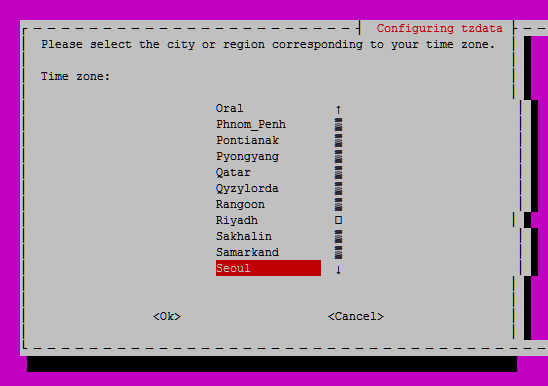 Configuring tzdata
Please select the city or region corresponding to your time zone.
Time zone:
Oral
Phnom_Penh
Pontianak
Pyongyang
Qatar
Qyzylorda
Rangoon
Riyadh
Sakhalin
Samarkand
Seoul
<Ok> <Cancel>